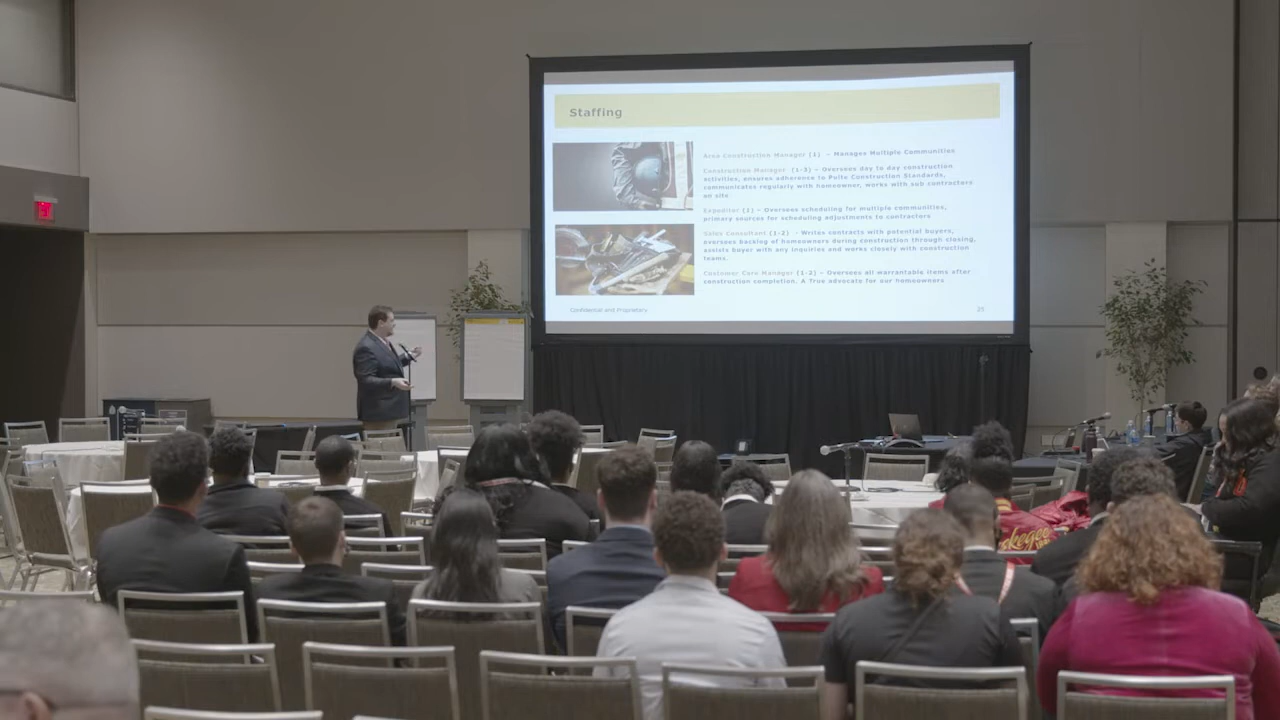 Staffing
Area Construction Manager (1) – Manages Multiple Communities
Construction Manager (1-3) – Oversees day to day construction
activities, ensures adherence to Pulte Construction Standards,
communicates regularly with homeowner, works with sub contractors
on site.
Expeditor (1) – Oversees scheduling for multiple communities,
primary sources for scheduling adjustments to contractors
Sales Consultant (1-2) – Writes contracts with potential buyers,
oversees backlog of homeowners during construction through closing,
assists buyer with any inquiries and works closely with construction
teams.
Customer Care Manager (1-2) – Oversees all warrantable items after
construction completion. A True advocate for our homeowners
Confidential and Proprietary
EXIT
skegee